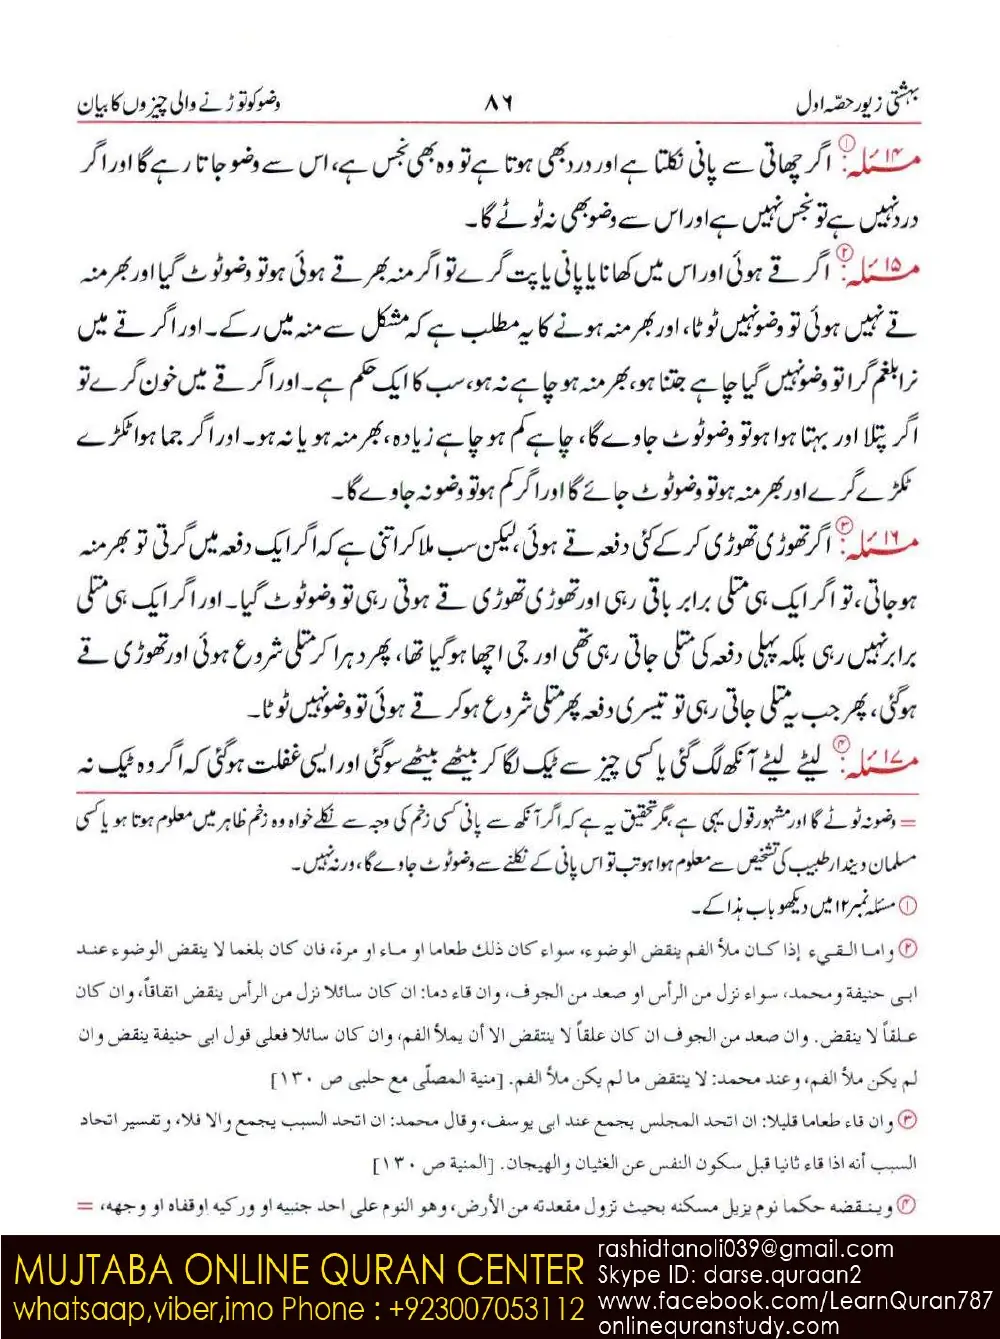 بہشتی زیور حصّہ اول ۸۶ وضو کو توڑنے والی چیزوں کا بیان
مسئلہ ۱۴: ① اگر چھاتی سے پانی نکلتا ہے اور درد بھی ہوتا ہے تو وہ بھی نجس ہے، اس سے وضو جاتا رہے گا اور اگر
درد نہیں ہے تو نجس نہیں ہے اور اس سے وضو بھی نہ ٹوٹے گا۔
مسئلہ ۱۵: ② اگر قے ہوئی اور اس میں کھانا یا پانی یا پت گرے تو اگر منہ بھر قے ہوئی ہو تو وضو ٹوٹ گیا اور بھر منہ
قے نہیں ہوئی تو وضو نہیں ٹوٹا، اور بھر منہ ہونے کا یہ مطلب ہے کہ مشکل سے منہ میں رکے۔ اور اگر قے میں
نرا بلغم گرا تو وضو نہیں گیا چاہے جتنا ہو، بھر منہ ہو چاہے نہ ہو، سب کا ایک حکم ہے۔ اور اگر قے میں خون گرے تو
اگر پتلا اور بہتا ہوا ہو تو وضو ٹوٹ جاوے گا، چاہے کم ہو چاہے زیادہ، بھر منہ ہو یا نہ ہو۔ اور اگر جما ہوا ٹکڑے
ٹکڑے گرے اور بھر منہ ہو تو وضو ٹوٹ جائے گا اور اگر کم ہو تو وضو نہ جاوے گا۔
مسئلہ ۱۶: ③ اگر تھوڑی تھوڑی کر کے کئی دفعہ قے ہوئی، لیکن سب ملا کر اتنی ہے کہ اگر ایک دفعہ میں گرتی تو بھر منہ
ہو جاتی، تو اگر ایک ہی متلی برابر باقی رہی اور تھوڑی تھوڑی قے ہوتی رہی تو وضو ٹوٹ گیا۔ اور اگر ایک ہی متلی
برابر نہیں رہی بلکہ پہلی دفعہ کی متلی جاتی رہی تھی اور جی اچھا ہو گیا تھا، پھر دہرا کر متلی شروع ہوئی اور تھوڑی قے
ہو گئی، پھر جب یہ متلی جاتی رہی تو تیسری دفعہ پھر متلی شروع ہو کر قے ہوئی تو وضو نہیں ٹوٹا۔
مسئلہ ۱۷: ④ لیٹے لیٹے آنکھ لگ گئی یا کسی چیز سے ٹیک لگا کر بیٹھے بیٹھے سو گئی اور ایسی غفلت ہو گئی کہ اگر وہ ٹیک نہ
= وضو نہ ٹوٹے گا اور مشہور قول یہی ہے، مگر تحقیق یہ ہے کہ اگر آنکھ سے پانی کسی زخم کی وجہ سے نکلے خواہ وہ زخم ظاہر میں معلوم ہوتا ہو یا کسی
مسلمان دیندار طبیب کی تشخیص سے معلوم ہوا ہو تب تو اس پانی کے نکلنے سے وضو ٹوٹ جاوے گا، ورنہ نہیں۔
① مسئلہ نمبر ۱۲ میں دیکھو باب ہذا کے۔
② واما القيء إذا كان ملأ الفم ينقض الوضوء، سواء كان ذلك طعاما او ماء او مرة، فان كان بلغما لا ينقض الوضوء عند
ابى حنيفة ومحمد، سواء نزل من الرأس او صعد من الجوف، وان قاء دما: ان كان سائلا نزل من الرأس ينقض اتفاقاً، وان كان
علقاً لا ينقض. وان صعد من الجوف ان كان علقاً لا ينتقض الا أن يملأ الفم، وان كان سائلا فعلى قول ابى حنيفة ينقض وان
لم يكن ملأ الفم، وعند محمد: لا ينتقض ما لم يكن ملأ الفم. [منية المصلّى مع حلبى ص ۱۳۰]
③ وان قاء طعاما قليلا: ان اتحد المجلس يجمع عند ابى يوسف، وقال محمد: ان اتحد السبب يجمع والا فلا، وتفسير اتحاد
السبب أنه اذا قاء ثانيا قبل سكون النفس عن الغثيان والهيجان. [المنية ص ۱۳۰]
④ وينقضه حكما نوم يزيل مسكنه بحيث تزول مقعدته من الأرض، وهو النوم على احد جنبيه او وركيه اوقفاه او وجهه، =
MUJTABA ONLINE QURAN CENTER
whatsaap,viber,imo Phone : +923007053112
rashidtanoli039@gmail.com
Skype ID: darse.quraan2
www.facebook.com/LearnQuran787
onlinequranstudy.com